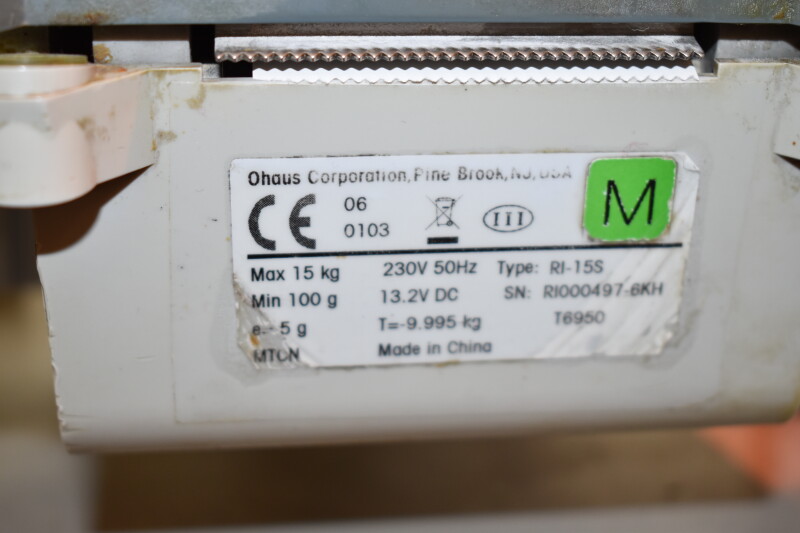 Ohaus Corporation, Pine Brook, NJ, USA
CE 06 III M
0103
Max 15 kg 230V 50Hz Type: RI-15S
Min 100 g 13.2V DC SN: RI000497-6KH
e= 5 g T=-9.995 kg T6950
MTCN Made in China